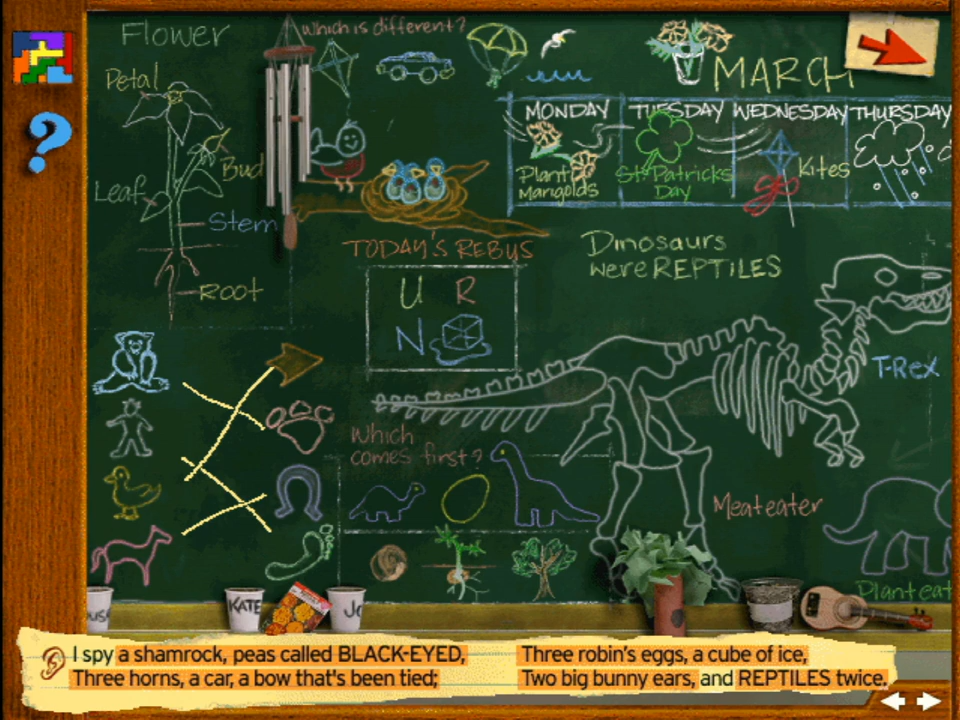 Flower
Which is different?
MARCH
Petal
MONDAY TUESDAY WEDNESDAY THURSDAY
Bud
Plant Marigolds
St. Patricks Day
Kites
Leaf
Stem
TODAY'S REBUS
Dinosaurs
were REPTILES
Root
U R
N
T-Rex
Which
comes first?
Meateater
Planteat
KATE
I spy a shamrock, peas called BLACK-EYED,
Three horns, a car, a bow that's been tied;
Three robin's eggs, a cube of ice,
Two big bunny ears, and REPTILES twice.